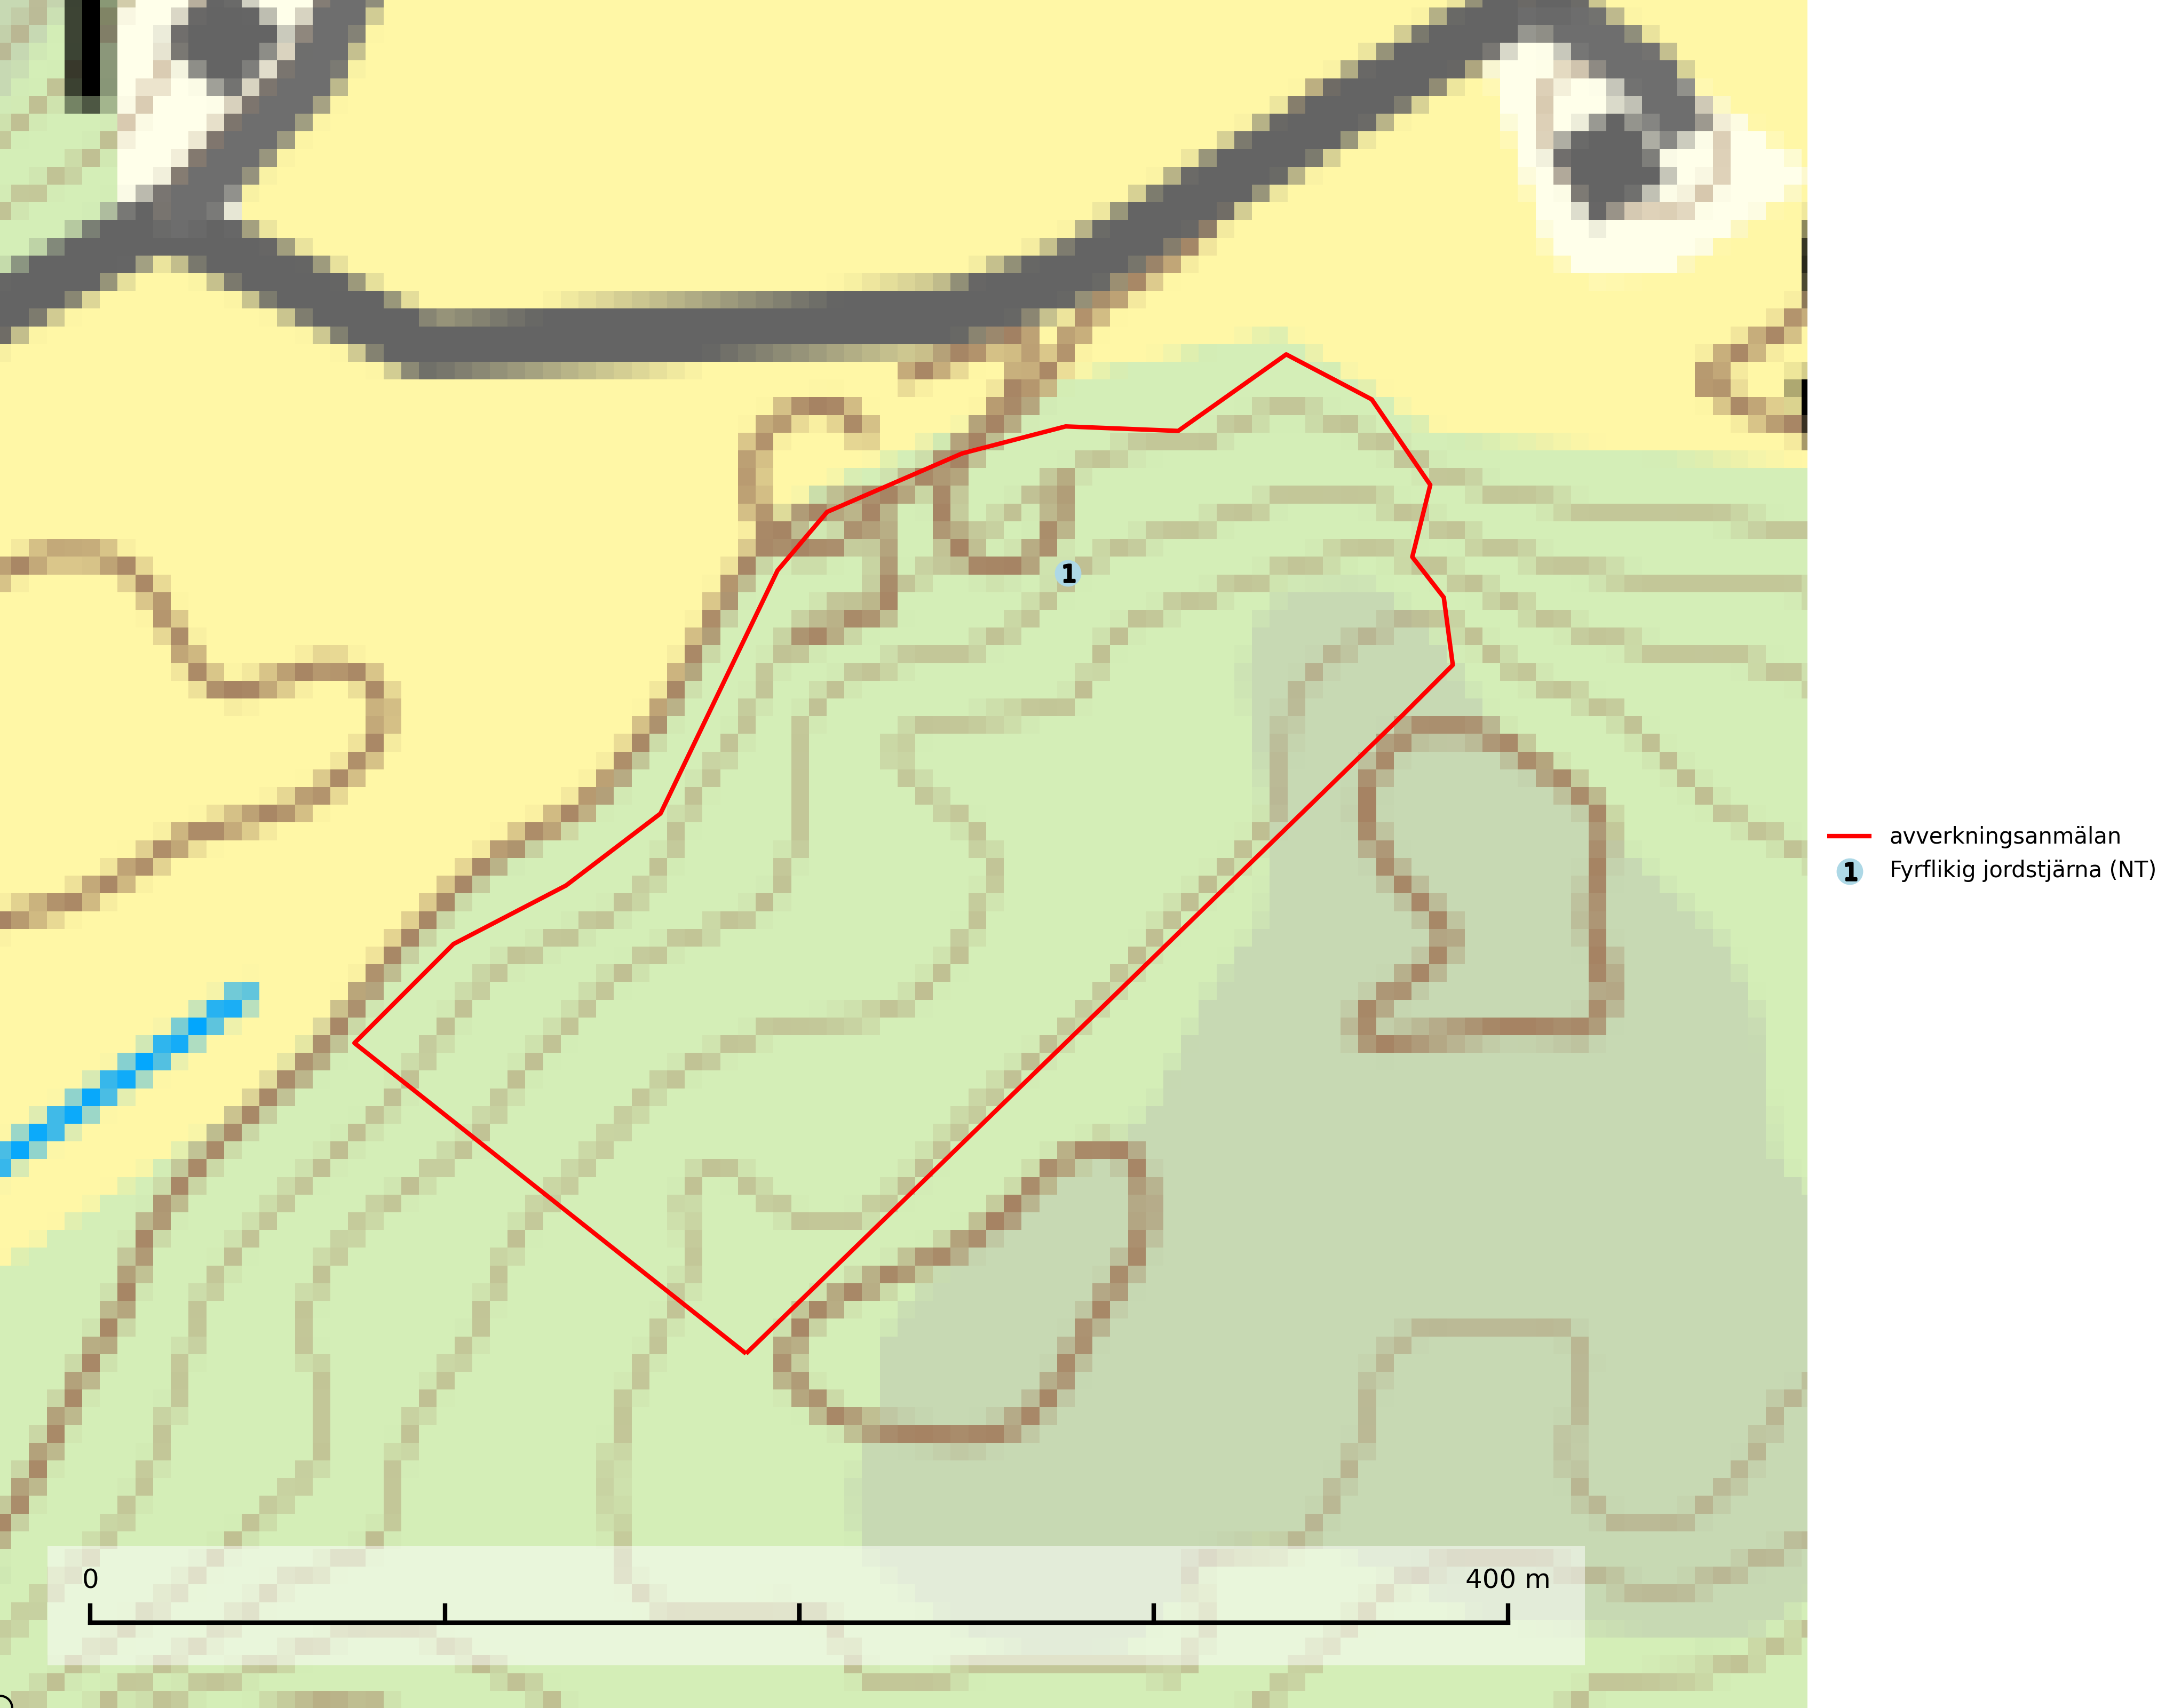 1
avverkningsanmälan
1 Fyrflikig jordstjärna (NT)
0 400 m